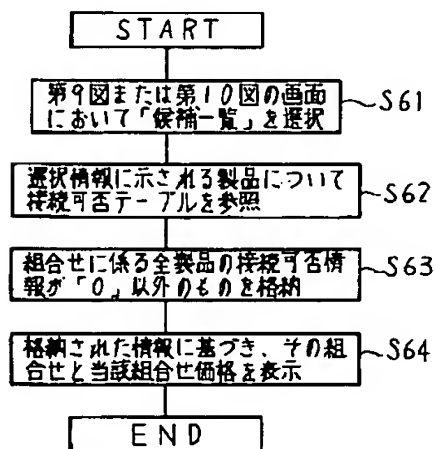 START
第9図または第10図の画面
において「候補一覧」を選択
S61
選択情報に示される製品について
接続可否テーブルを参照
S62
組合せに係る全製品の接続可否情
報が「0」以外のものを格納
S63
格納された情報に基づき、その組
合せと当該組合せ価格を表示
S64
END